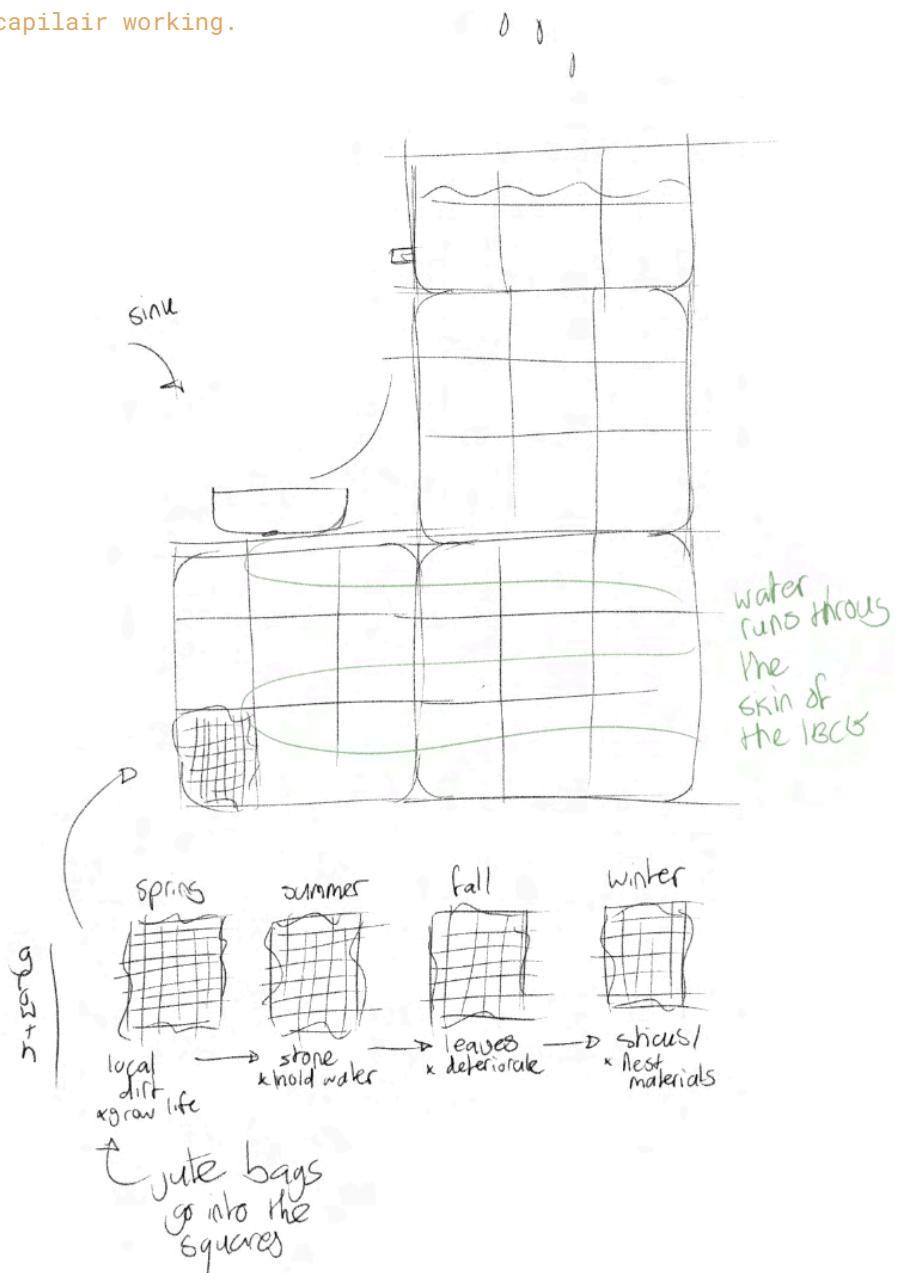 capilair working.
sink
water
runs throug
the
skin of
the IBCs
spring
summer
fall
winter
growth
local
dirt
* grow life
stone
* hold water
leaves
* deteriorate
sticks/
* nest
materials
jute bags
go into the
squares